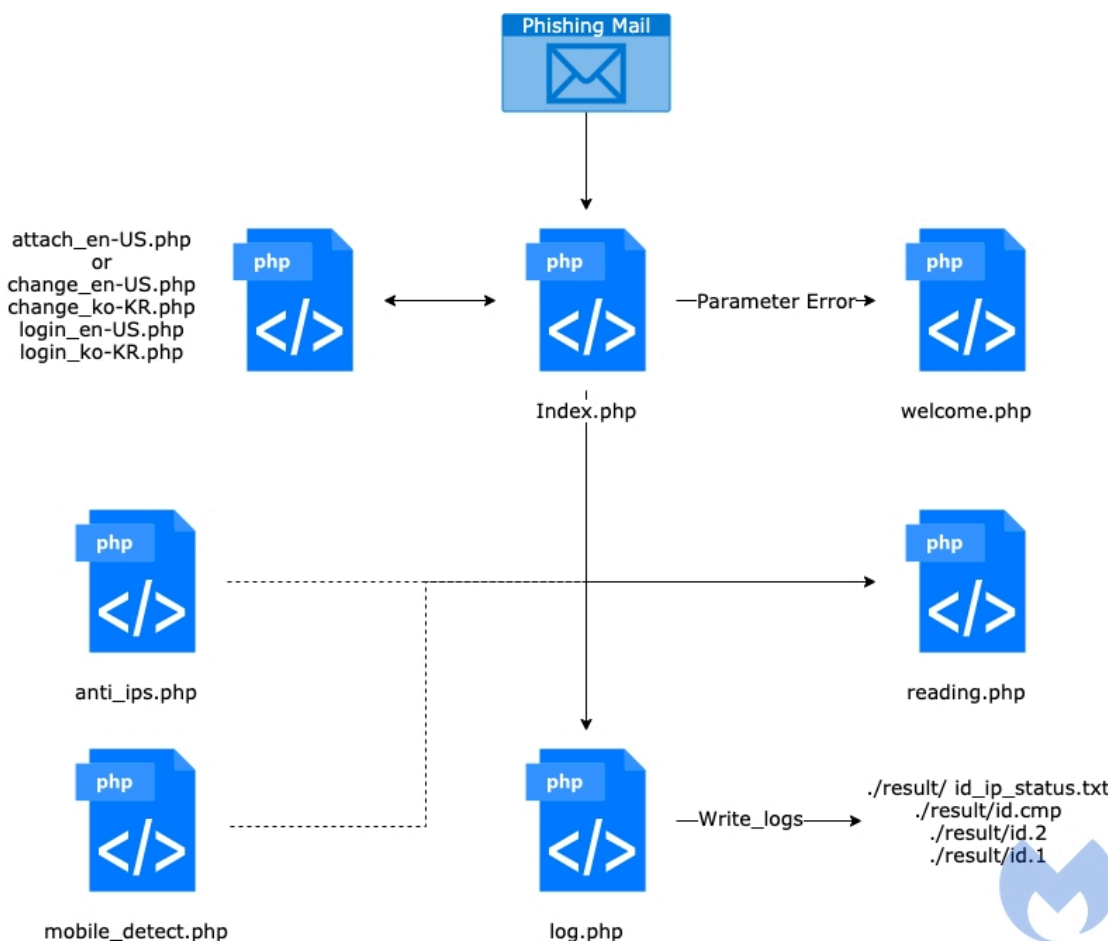 Phishing Mail
attach_en-US.php
or
change_en-US.php
change_ko-KR.php
login_en-US.php
login_ko-KR.php
php
php
Parameter Error
php
Index.php
welcome.php
php
php
anti_ips.php
reading.php
php
php
Write_logs
./result/ id_ip_status.txt
./result/id.cmp
./result/id.2
./result/id.1
mobile_detect.php
log.php